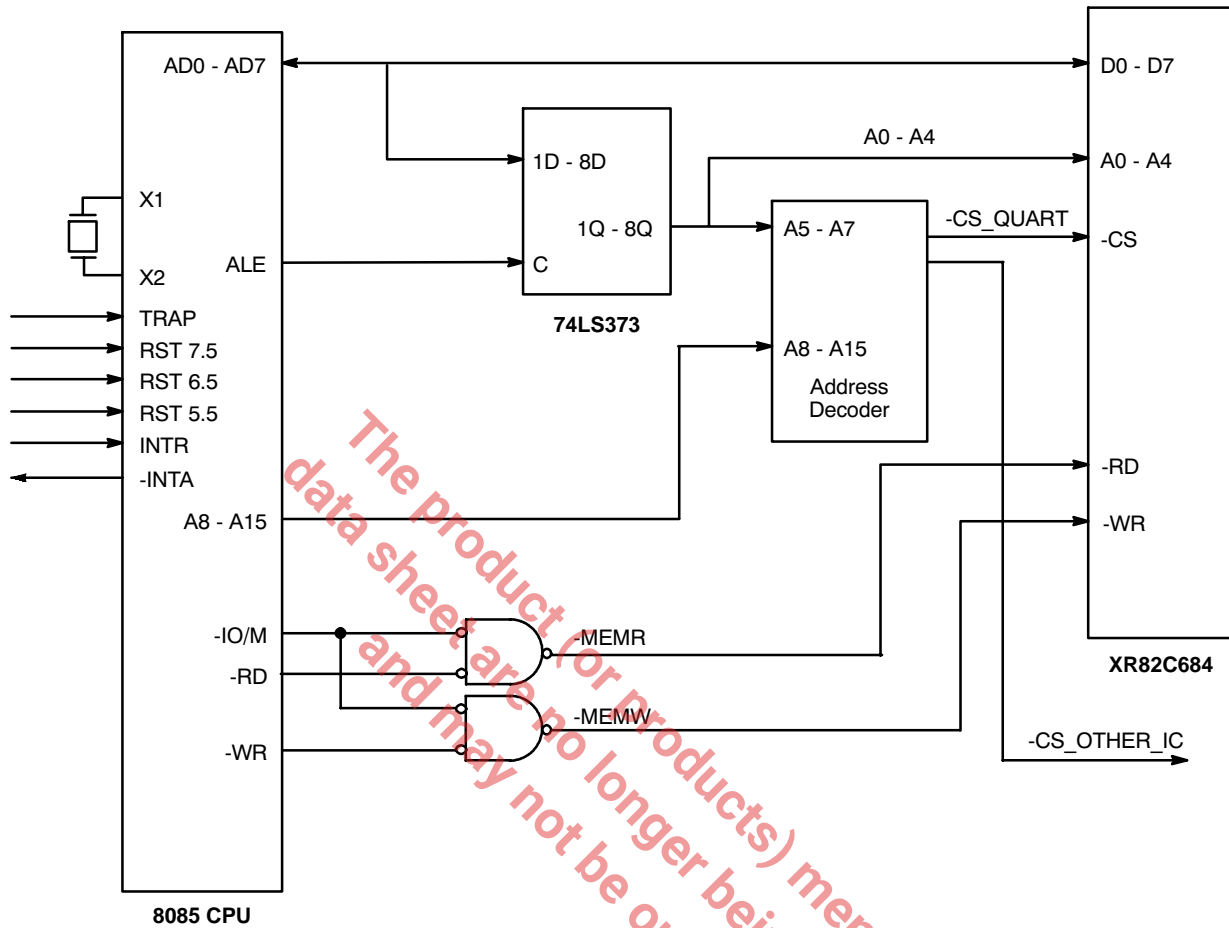 AD0 - AD7
D0 - D7
A0 - A4
1D - 8D
A0 - A4
X1
1Q - 8Q
A5 - A7
-CS_QUART
-CS
X2
ALE
C
TRAP
74LS373
RST 7.5
A8 - A15
RST 6.5
Address
Decoder
RST 5.5
INTR
-INTA
-RD
A8 - A15
-WR
-IO/M
-MEMR
-RD
XR82C684
-MEMW
-WR
-CS_OTHER_IC
8085 CPU
The product (or products)
data sheet are no longer
and may not be